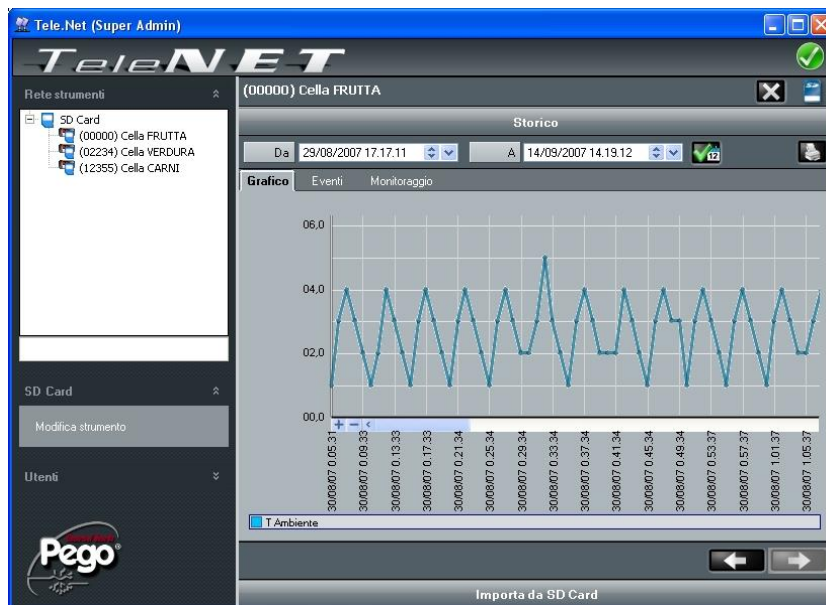 Tele.Net (Super Admin)
TeleNET
Rete strumenti
SD Card
(00000) Cella FRUTTA
(02234) Cella VERDURA
(12355) Cella CARNI
SD Card
Modifica strumento
Utenti
Pego
(00000) Cella FRUTTA
Storico
Da 29/08/2007 17.17.11 A 14/09/2007 14.19.12 12
Grafico Eventi Monitoraggio
06,0
04,0
02,0
00,0
30/08/07 0.05.31
30/08/07 0.09.33
30/08/07 0.13.33
30/08/07 0.17.33
30/08/07 0.21.34
30/08/07 0.25.34
30/08/07 0.29.34
30/08/07 0.33.34
30/08/07 0.37.34
30/08/07 0.41.34
30/08/07 0.45.34
30/08/07 0.49.34
30/08/07 0.53.37
30/08/07 0.57.37
30/08/07 1.01.37
30/08/07 1.05.37
T Ambiente
Importa da SD Card